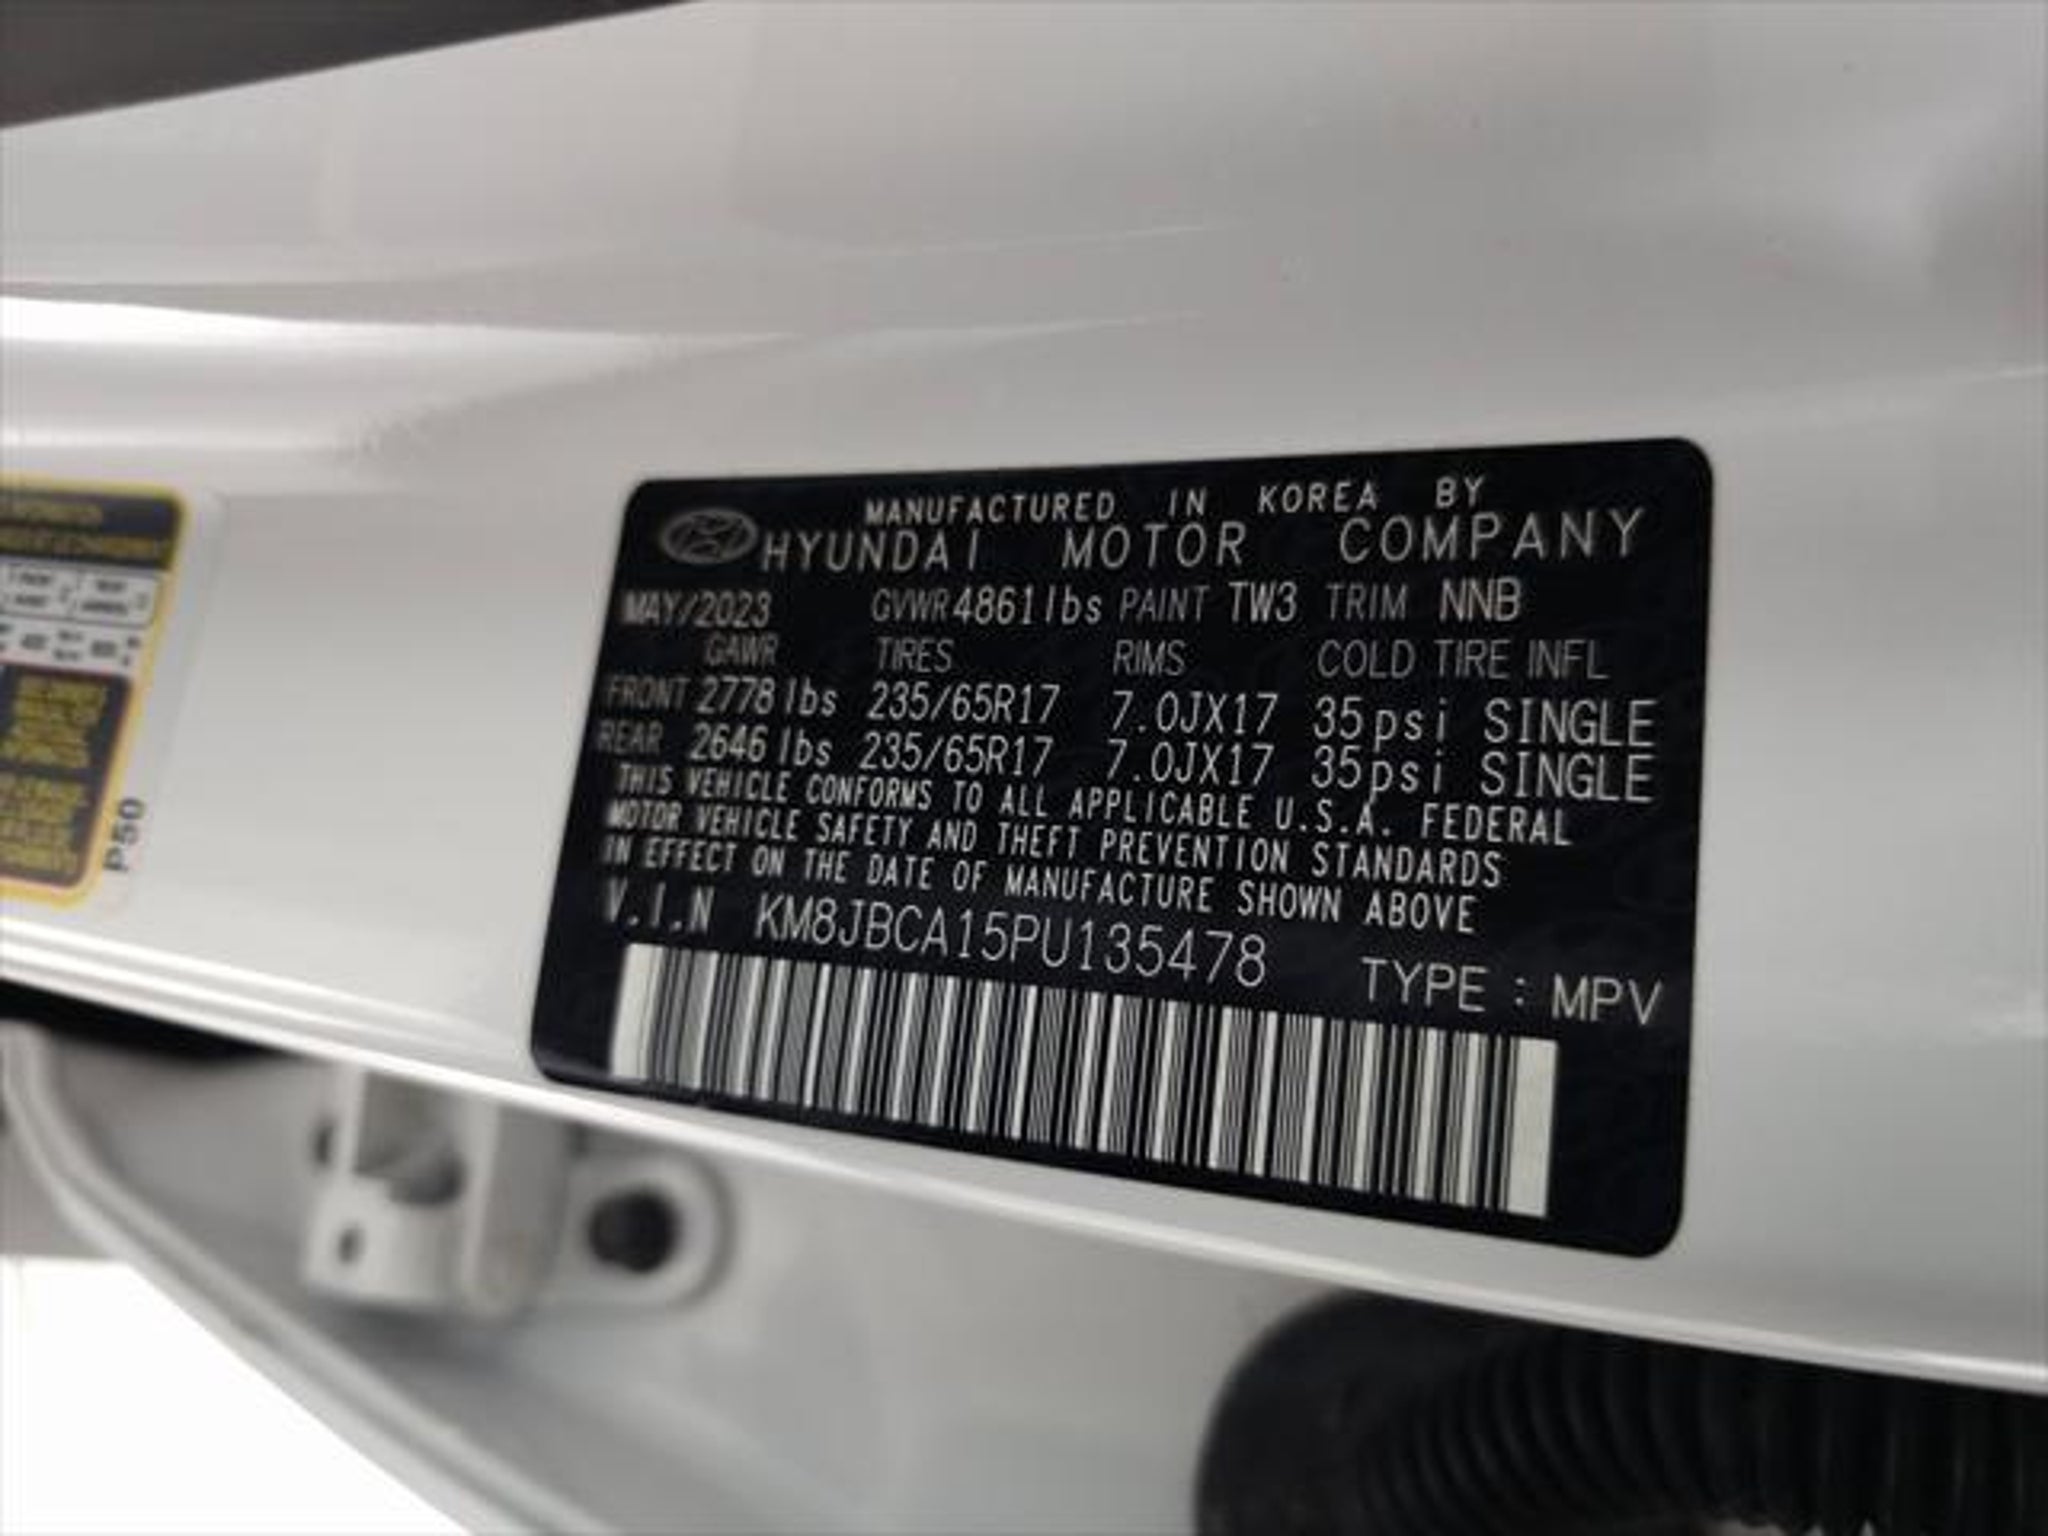 MANUFACTURED IN KOREA BY
HYUNDAI MOTOR COMPANY
MAY/2023 GVWR 4861 lbs PAINT TW3 TRIM NNB
GAWR TIRES RIMS COLD TIRE INFL
FRONT 2778 lbs 235/65R17 7.0JX17 35psi SINGLE
REAR 2646 lbs 235/65R17 7.0JX17 35psi SINGLE
THIS VEHICLE CONFORMS TO ALL APPLICABLE U.S.A. FEDERAL
MOTOR VEHICLE SAFETY AND THEFT PREVENTION STANDARDS
IN EFFECT ON THE DATE OF MANUFACTURE SHOWN ABOVE
V.I.N KM8JBCA15PU135478
TYPE : MPV
P50